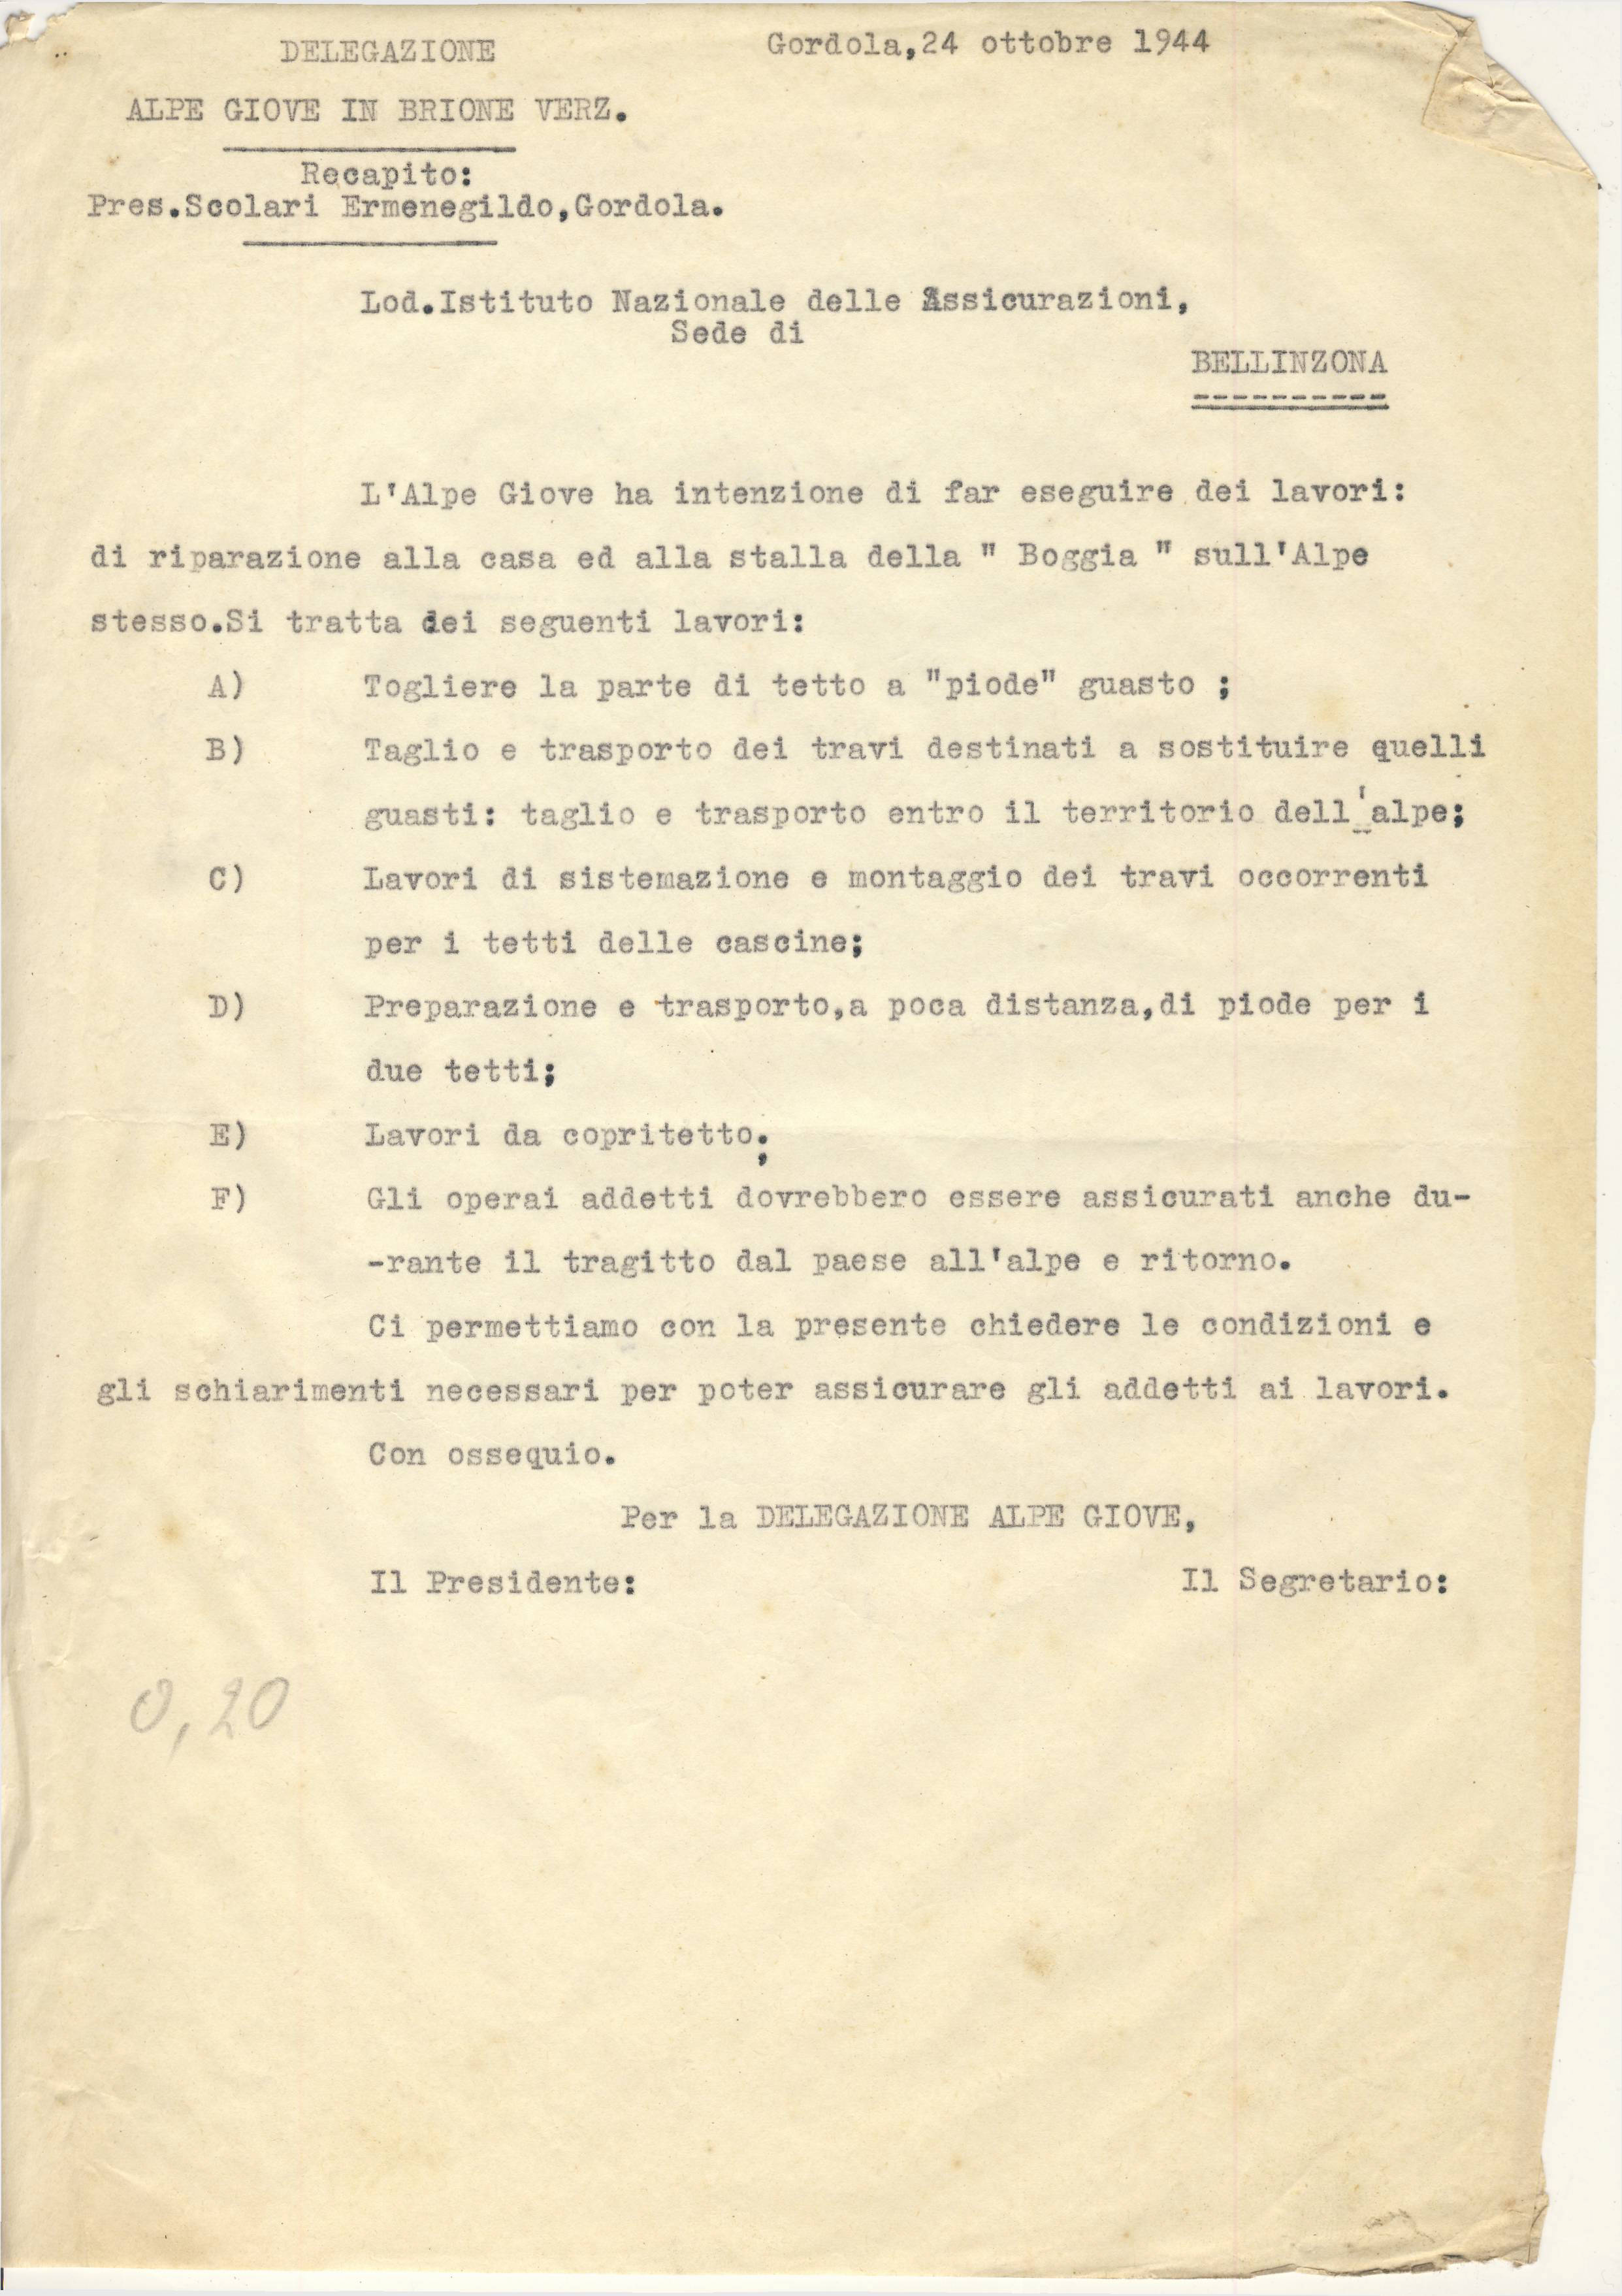 DELEGAZIONE
Gordola,24 ottobre 1944
ALPE GIOVE IN BRIONE VERZ.
Recapito:
Pres.Scolari Ermenegildo,Gordola.
Lod.Istituto Nazionale delle Assicurazioni,
Sede di
BELLINZONA
L'Alpe Giove ha intenzione di far eseguire dei lavori:
di riparazione alla casa ed alla stalla della " Boggia " sull'Alpe
stesso.Si tratta dei seguenti lavori:
A) Togliere la parte di tetto a "piode" guasto ;
B) Taglio e trasporto dei travi destinati a sostituire quelli
guasti: taglio e trasporto entro il territorio dell'alpe;
C) Lavori di sistemazione e montaggio dei travi occorrenti
per i tetti delle cascine;
D) Preparazione e trasporto,a poca distanza,di piode per i
due tetti;
E) Lavori da copritetto;
F) Gli operai addetti dovrebbero essere assicurati anche du-
-rante il tragitto dal paese all'alpe e ritorno.
Ci permettiamo con la presente chiedere le condizioni e
gli schiarimenti necessari per poter assicurare gli addetti ai lavori.
Con ossequio.
Per la DELEGAZIONE ALPE GIOVE,
Il Presidente: Il Segretario:
0,20